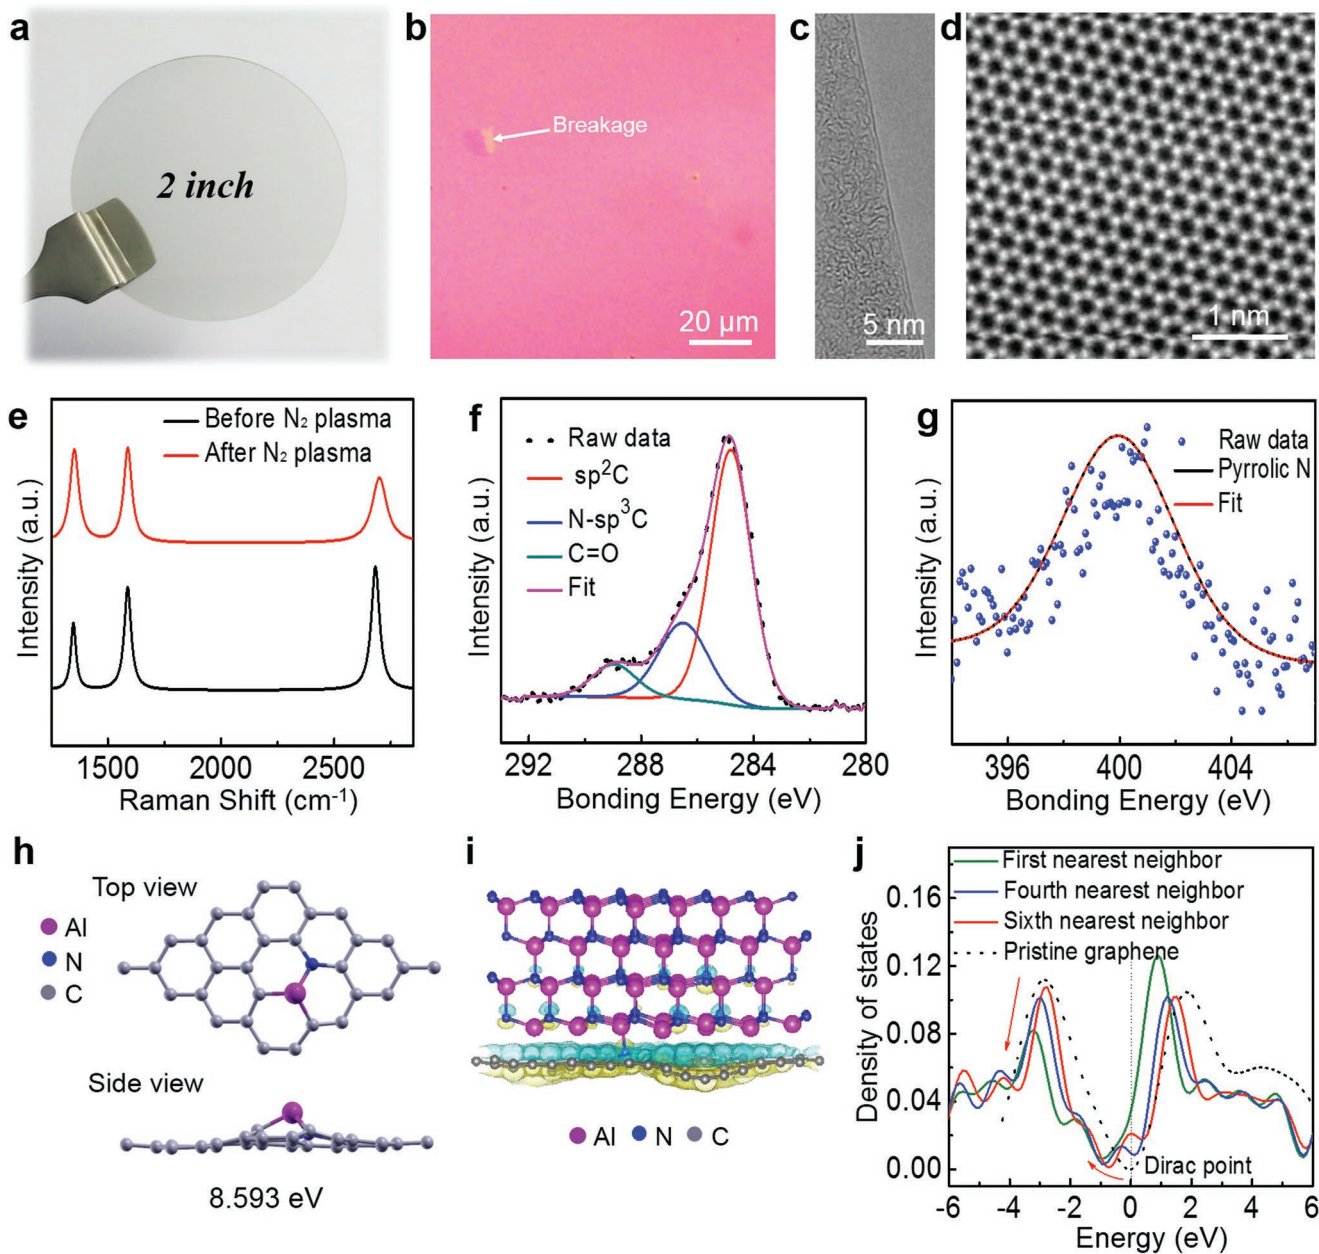 a
2 inch
b
Breakage
20 µm
c
5 nm
d
1 nm
e
Before N₂ plasma
After N₂ plasma
Intensity (a.u.)
1500 2000 2500
Raman Shift (cm⁻¹)
f
Raw data
sp²C
N-sp³C
C=O
Fit
Intensity (a.u.)
292 288 284 280
Bonding Energy (eV)
g
Raw data
Pyrrolic N
Fit
Intensity (a.u.)
396 400 404
Bonding Energy (eV)
h
Top view
Al
N
C
Side view
8.593 eV
i
Al N C
j
First nearest neighbor
Fourth nearest neighbor
Sixth nearest neighbor
Pristine graphene
Dirac point
Density of states
0.16
0.12
0.08
0.04
0.00
-6 -4 -2 0 2 4 6
Energy (eV)